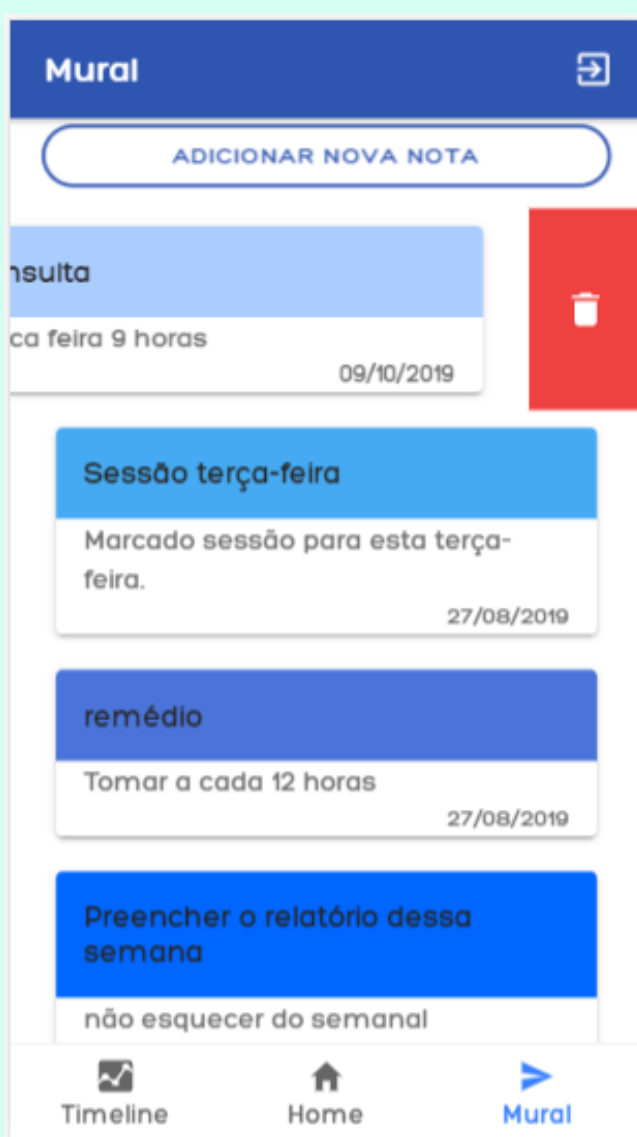 Mural
ADICIONAR NOVA NOTA
nsulta
ca feira 9 horas
09/10/2019
Sessão terça-feira
Marcado sessão para esta terça-
feira.
27/08/2019
remédio
Tomar a cada 12 horas
27/08/2019
Preencher o relatório dessa
semana
não esquecer do semanal
Timeline
Home
Mural